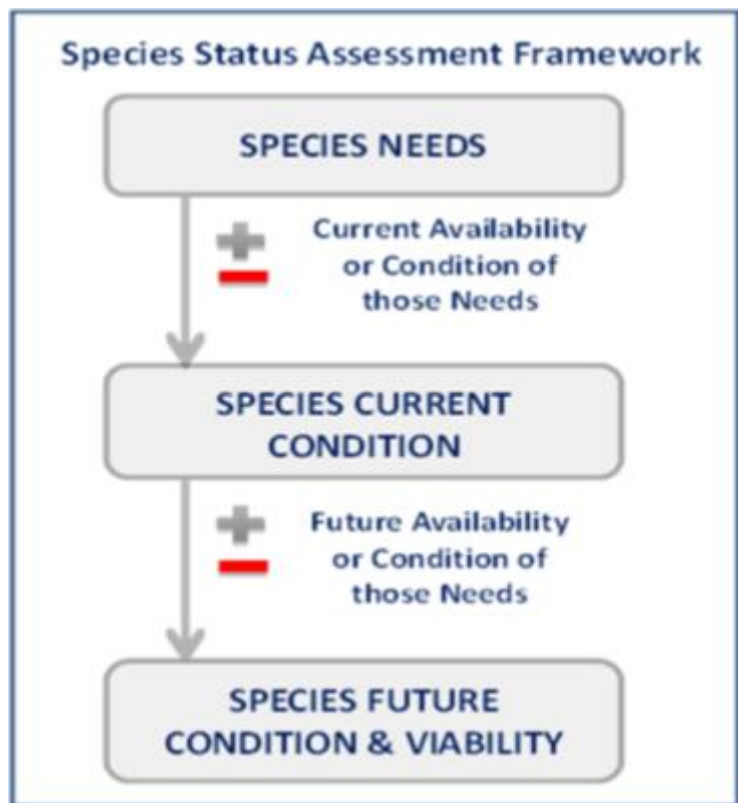 Species Status Assessment Framework
SPECIES NEEDS
Current Availability
or Condition of
those Needs
SPECIES CURRENT
CONDITION
Future Availability
or Condition of
those Needs
SPECIES FUTURE
CONDITION & VIABILITY